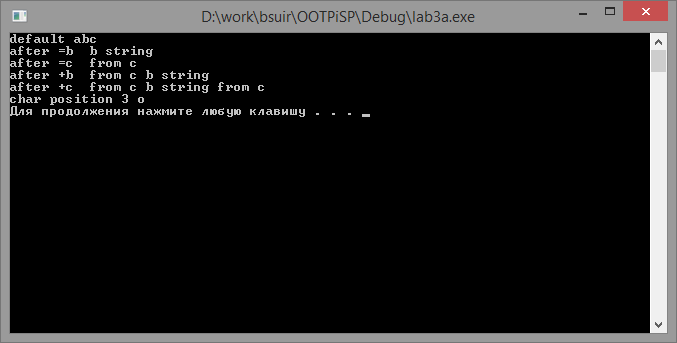 D:\work\bsuir\OOTPiSP\Debug\lab3a.exe
default abc
after =b  b string
after =c  from c
after +b  from c b string
after +c  from c b string from c
char position 3 o
Для продолжения нажмите любую клавишу . . .